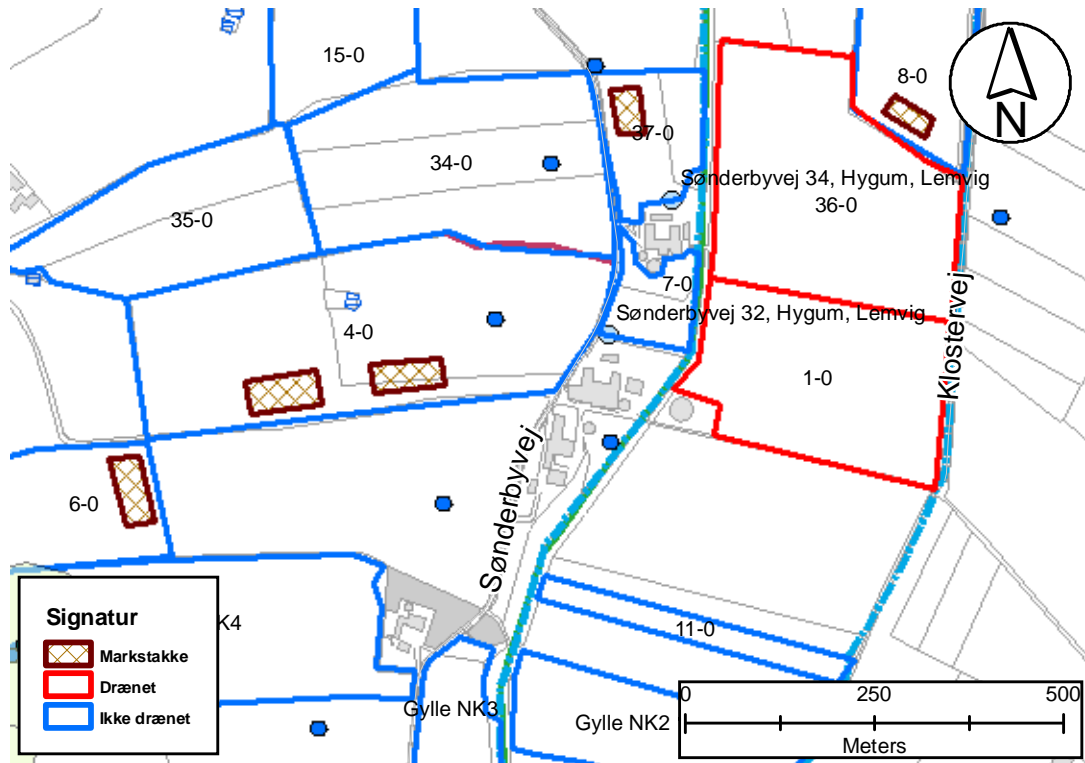 15-0
8-0
37-0
N
34-0
Sønderbyvej 34, Hygum, Lemvig
36-0
35-0
7-0
Sønderbyvej 32, Hygum, Lemvig
4-0
Klostervej
1-0
Sønderbyvej
6-0
Signatur
K4
11-0
Markstakke
Drænet
Ikke drænet
Gylle NK3
Gylle NK2
0 250 500
Meters